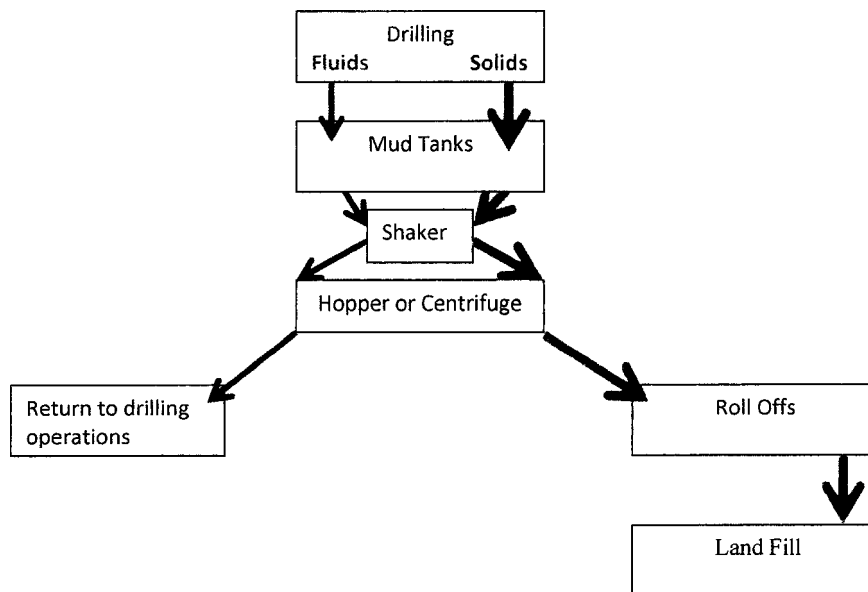 Drilling
Fluids Solids
Mud Tanks
Shaker
Hopper or Centrifuge
Return to drilling
operations
Roll Offs
Land Fill